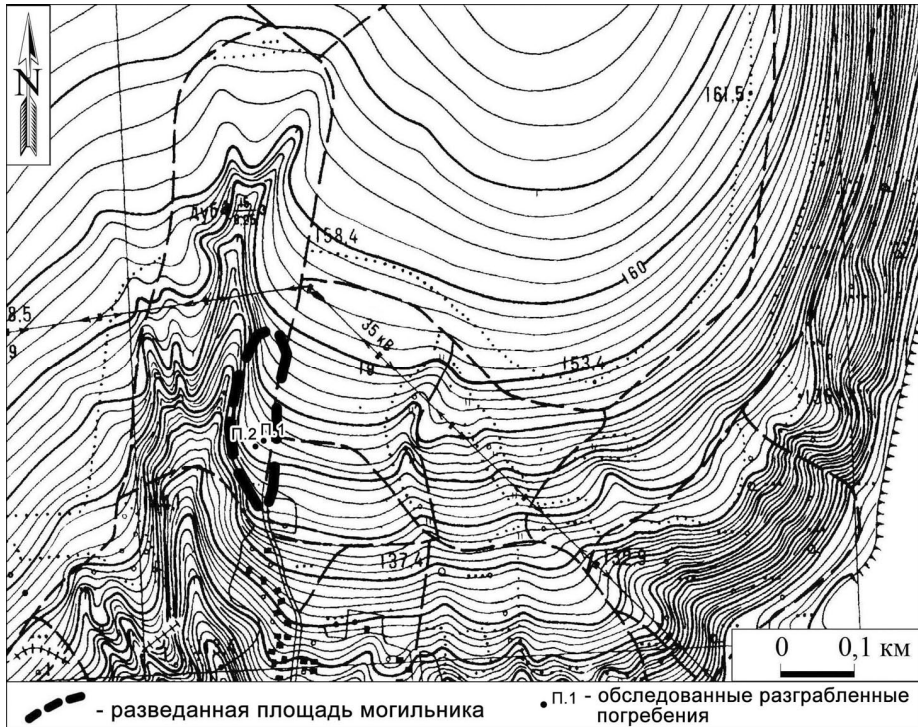 N
161,5
158,4
160
8.5
9
35 кв
19
153,4
П.2
П.1
137,4
0 0,1 км
- разведанная площадь могильника
П.1 - обследованные разграбленные
погребения